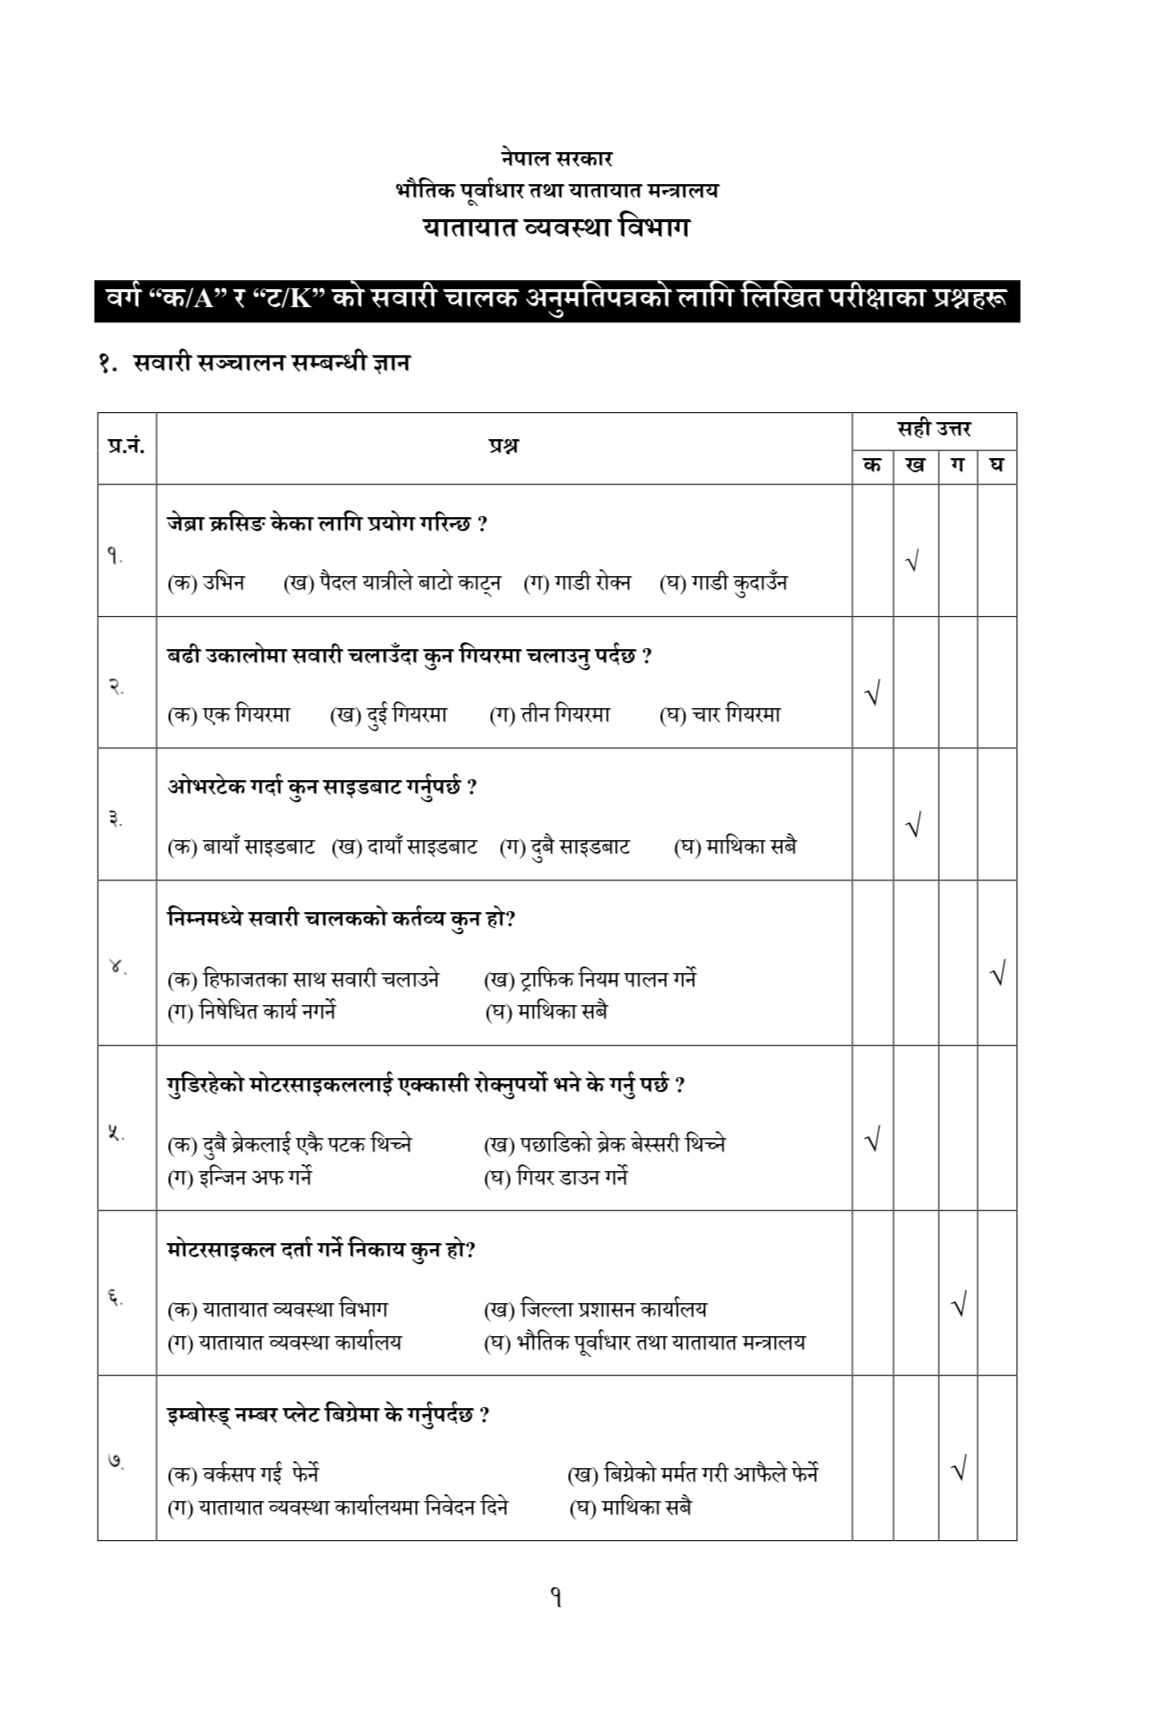 नेपाल सरकार
भौतिक पूर्वाधार तथा यातायात मन्त्रालय
यातायात व्यवस्था विभाग
वर्ग “क/A” र “ट/K” को सवारी चालक अनुमतिपत्रको लागि लिखित परीक्षाका प्रश्नहरू
१. सवारी सञ्चालन सम्बन्धी ज्ञान
प्र.नं. प्रश्न सही उत्तर
क ख ग घ
१. जेब्रा क्रसिङ केका लागि प्रयोग गरिन्छ ?
(क) उभिन (ख) पैदल यात्रीले बाटो काट्न (ग) गाडी रोक्न (घ) गाडी कुदाउँन √
२. बढी उकालोमा सवारी चलाउँदा कुन गियरमा चलाउनु पर्दछ ?
(क) एक गियरमा (ख) दुई गियरमा (ग) तीन गियरमा (घ) चार गियरमा √
३. ओभरटेक गर्दा कुन साइडबाट गर्नुपर्छ ?
(क) बायाँ साइडबाट (ख) दायाँ साइडबाट (ग) दुबै साइडबाट (घ) माथिका सबै √
४. निम्नमध्ये सवारी चालकको कर्तव्य कुन हो?
(क) हिफाजतका साथ सवारी चलाउने (ख) ट्राफिक नियम पालन गर्ने √
(ग) निषेधित कार्य नगर्ने (घ) माथिका सबै
५. गुडिरहेको मोटरसाइकललाई एक्कासी रोक्नुपर्यो भने के गर्नु पर्छ ?
(क) दुबै ब्रेकलाई एकै पटक थिच्ने (ख) पछाडिको ब्रेक बेस्सरी थिच्ने √
(ग) इन्जिन अफ गर्ने (घ) गियर डाउन गर्ने
६. मोटरसाइकल दर्ता गर्ने निकाय कुन हो?
(क) यातायात व्यवस्था विभाग (ख) जिल्ला प्रशासन कार्यालय √
(ग) यातायात व्यवस्था कार्यालय (घ) भौतिक पूर्वाधार तथा यातायात मन्त्रालय
७. इम्बोस्ड् नम्बर प्लेट बिग्रेमा के गर्नुपर्दछ ?
(क) वर्कसप गई फेर्ने (ख) बिग्रेको मर्मत गरी आफैले फेर्ने √
(ग) यातायात व्यवस्था कार्यालयमा निवेदन दिने (घ) माथिका सबै
१